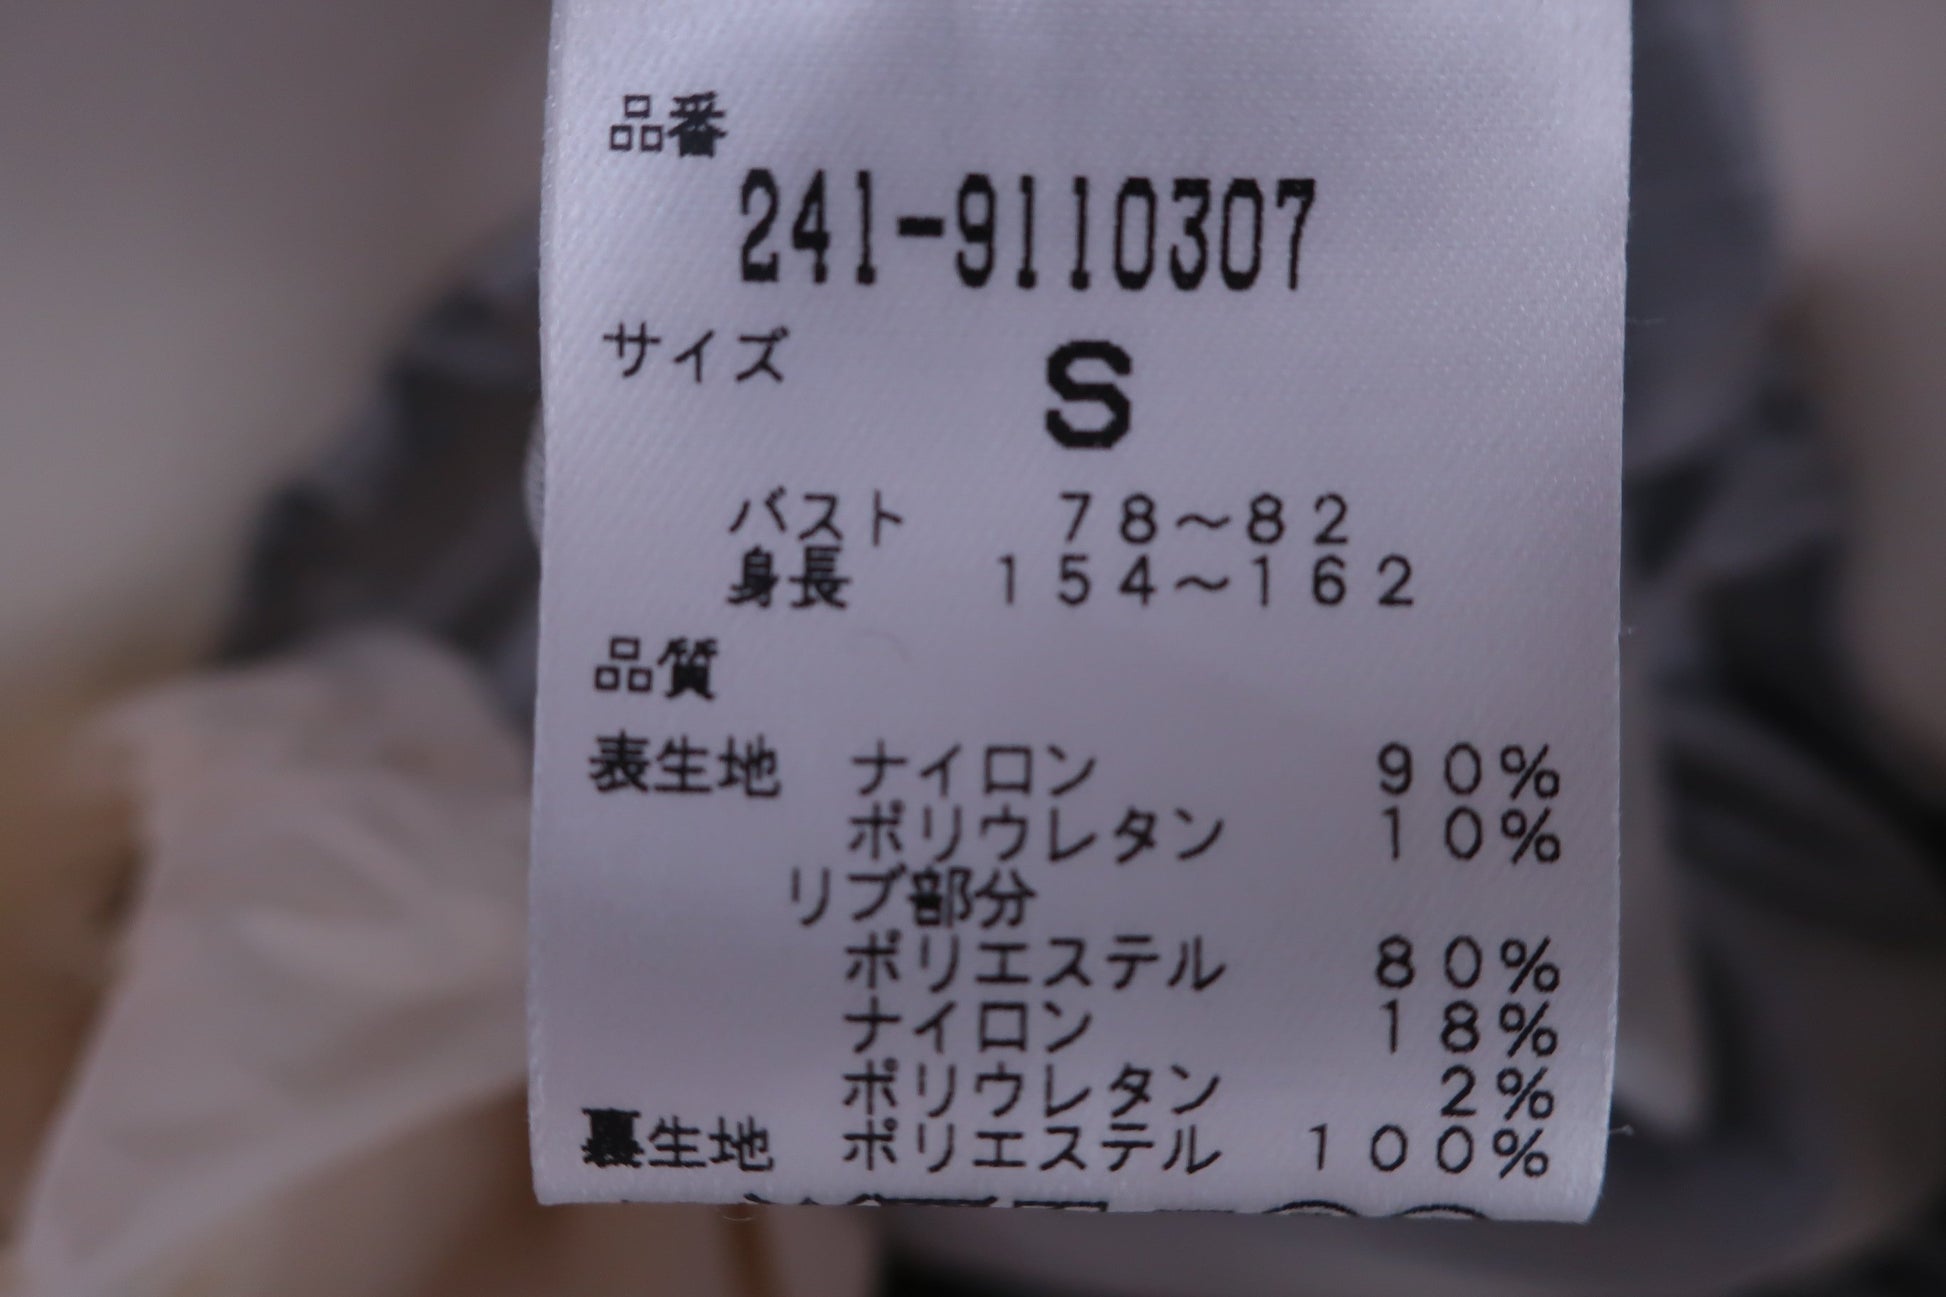 品番
241-9110307
サイズ S
バスト 78～82
身長 154～162
品質
表生地 ナイロン 90%
ポリウレタン 10%
リブ部分
ポリエステル 80%
ナイロン 18%
ポリウレタン 2%
裏生地 ポリエステル 100%